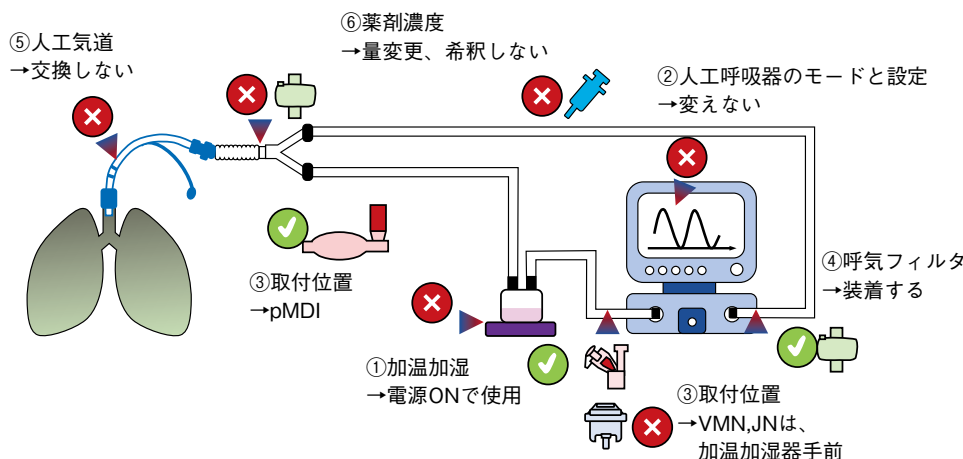 ⑥薬剤濃度
→量変更、希釈しない
⑤人工気道
→交換しない
②人工呼吸器のモードと設定
→変えない
③取付位置
→pMDI
④呼気フィルタ
→装着する
①加温加湿
→電源ONで使用
③取付位置
→VMN,JNは、
加温加湿器手前